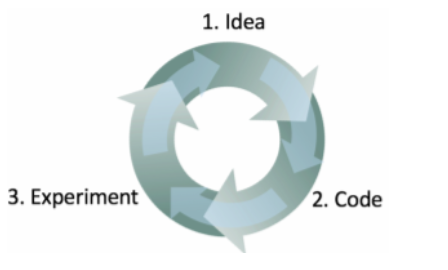 1. Idea
2. Code
3. Experiment